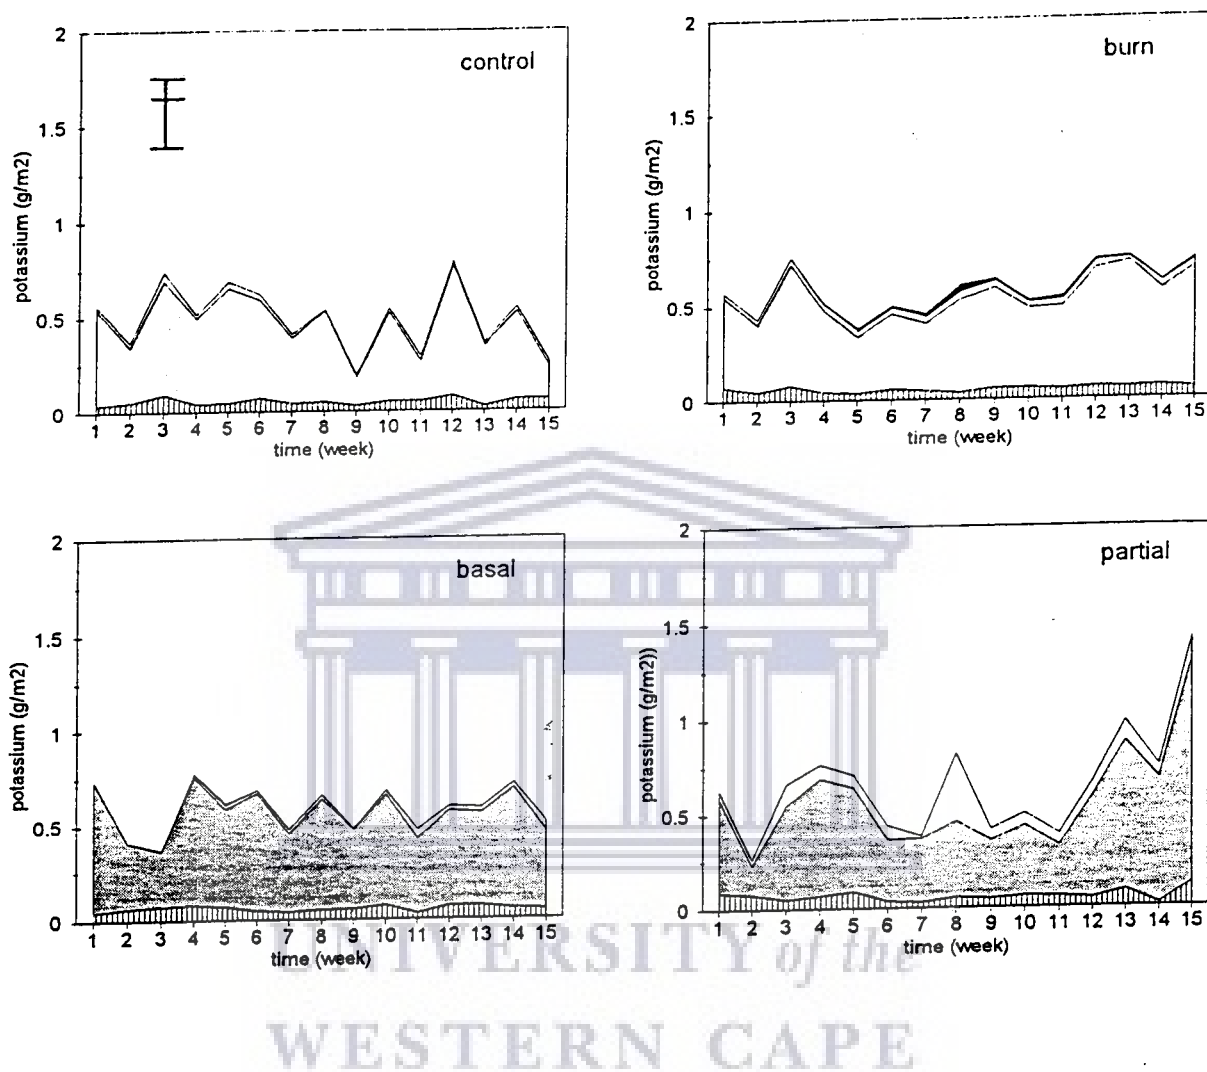 control
potassium (g/m2)
2
1.5
1
0.5
0
1 2 3 4 5 6 7 8 9 10 11 12 13 14 15
time (week)
burn
potassium (g/m2)
2
1.5
1
0.5
0
1 2 3 4 5 6 7 8 9 10 11 12 13 14 15
time (week)
basal
potassium (g/m2)
2
1.5
1
0.5
0
1 2 3 4 5 6 7 8 9 10 11 12 13 14 15
time (week)
partial
potassium (g/m2))
2
1.5
1
0.5
0
1 2 3 4 5 6 7 8 9 10 11 12 13 14 15
time (week)
UNIVERSITY of the
WESTERN CAPE